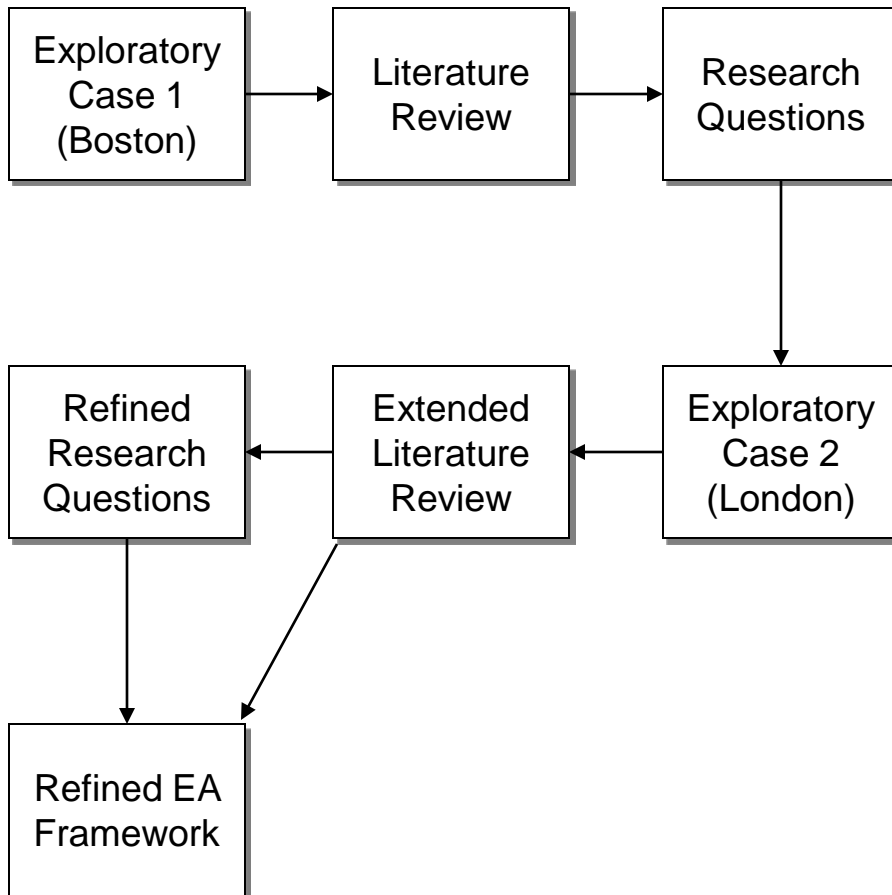 Exploratory
Case 1
(Boston)
Literature
Review
Research
Questions
Refined
Research
Questions
Extended
Literature
Review
Exploratory
Case 2
(London)
Refined EA
Framework